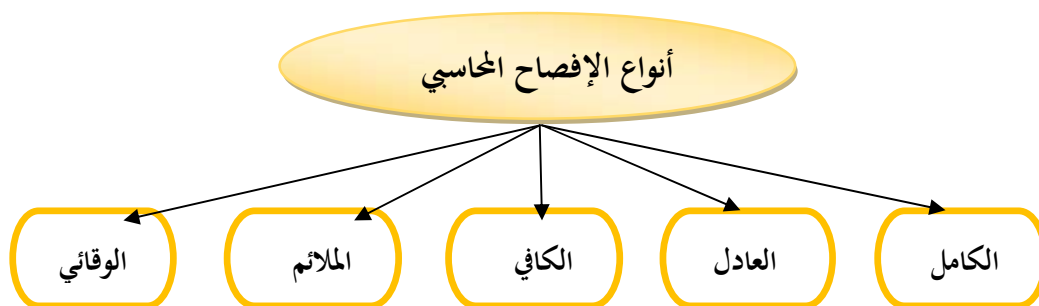 أنواع الإفصاح المحاسبي
الكامل
العادل
الكافي
الملائم
الوقائي